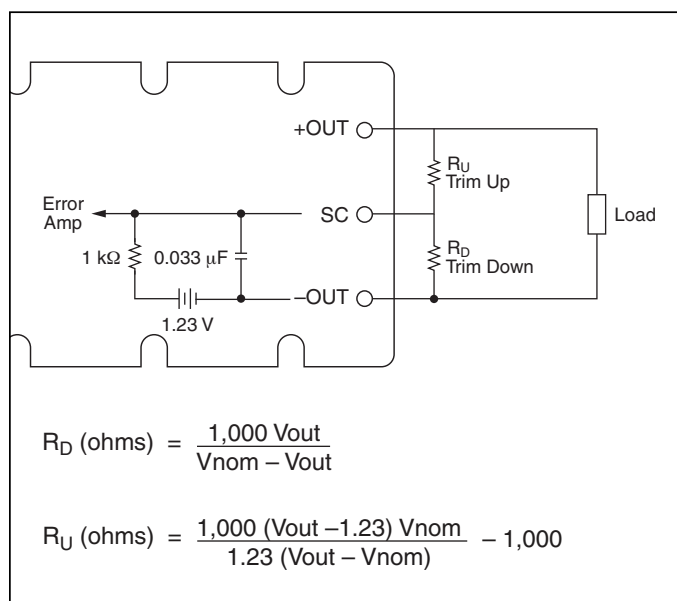 +OUT
RU
Trim Up
Error
Amp
SC
Load
1 kΩ
0.033 μF
RD
Trim Down
–OUT
1.23 V
RD (ohms) = 1,000 Vout / Vnom – Vout
RU (ohms) = 1,000 (Vout –1.23) Vnom / 1.23 (Vout – Vnom) – 1,000